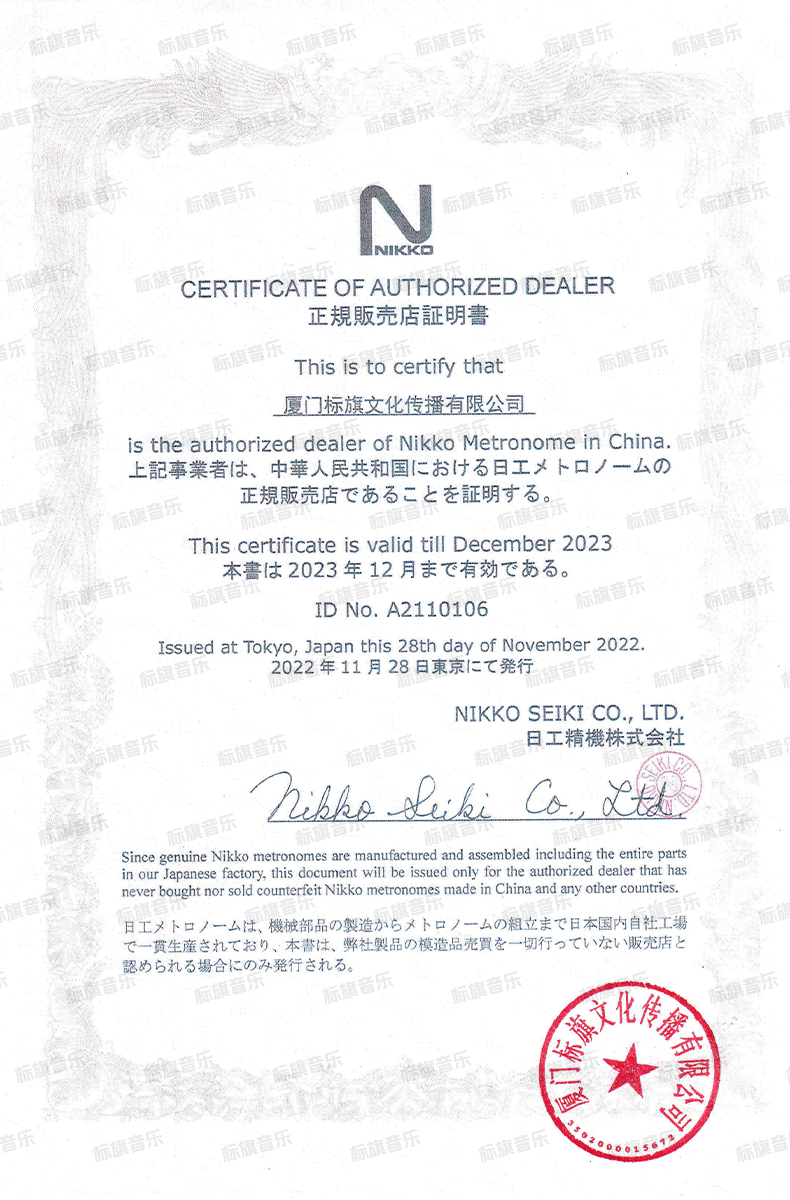 NIKKO
CERTIFICATE OF AUTHORIZED DEALER
正規販売店証明書
This is to certify that
厦门标旗文化传播有限公司
is the authorized dealer of Nikko Metronome in China.
上記事業者は、中華人民共和国における日工メトロノームの
正規販売店であることを証明する。
This certificate is valid till December 2023
本書は 2023 年 12 月まで有効である。
ID No. A2110106
Issued at Tokyo, Japan this 28th day of November 2022.
2022 年 11 月 28 日東京にて発行
NIKKO SEIKI CO., LTD.
日工精機株式会社
NIKKO SEIKI CO., LTD.
Nikko Seiki Co., Ltd.
Since genuine Nikko metronomes are manufactured and assembled including the entire parts
in our Japanese factory, this document will be issued only for the authorized dealer that has
never bought nor sold counterfeit Nikko metronomes made in China and any other countries.
日工メトロノームは、機械部品の製造からメトロノームの組立まで日本国内自社工場
で一貫生産されており、本書は、弊社製品の模造品売買を一切行っていない販売店と
認められる場合にのみ発行される。
厦门标旗文化传播有限公司
3502000015672
标旗音乐